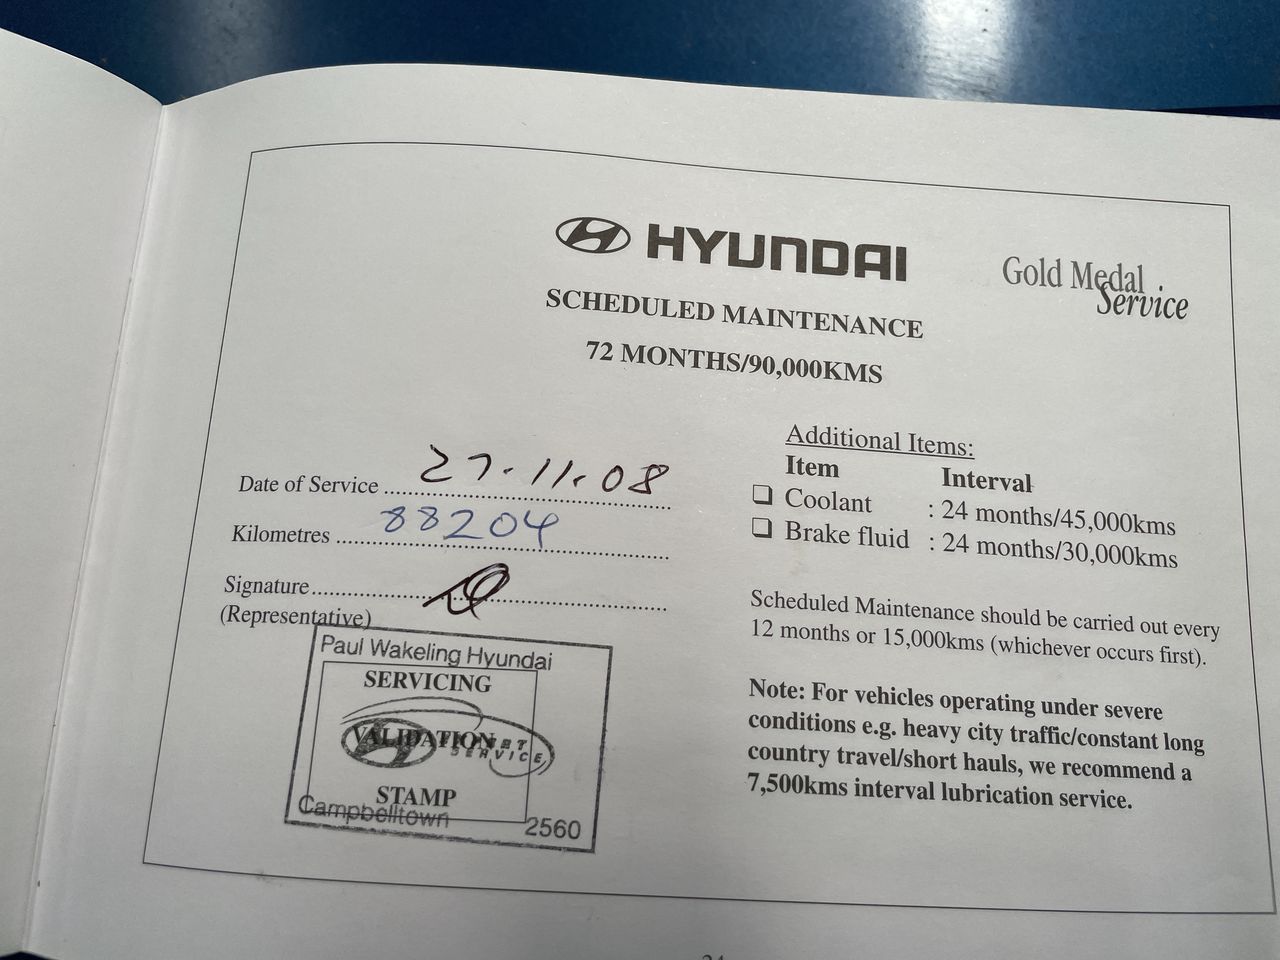 HYUNDAI
Gold Medal
Service
SCHEDULED MAINTENANCE
72 MONTHS/90,000KMS
Date of Service 27.11.08
Kilometres 88204
Signature
(Representative)
Paul Wakeling Hyundai
SERVICING
VALIDATION
SERVICE
STAMP
Campbelltown 2560
Additional Items:
Item Interval
❑ Coolant : 24 months/45,000kms
❑ Brake fluid : 24 months/30,000kms
Scheduled Maintenance should be carried out every
12 months or 15,000kms (whichever occurs first).
Note: For vehicles operating under severe
conditions e.g. heavy city traffic/constant long
country travel/short hauls, we recommend a
7,500kms interval lubrication service.